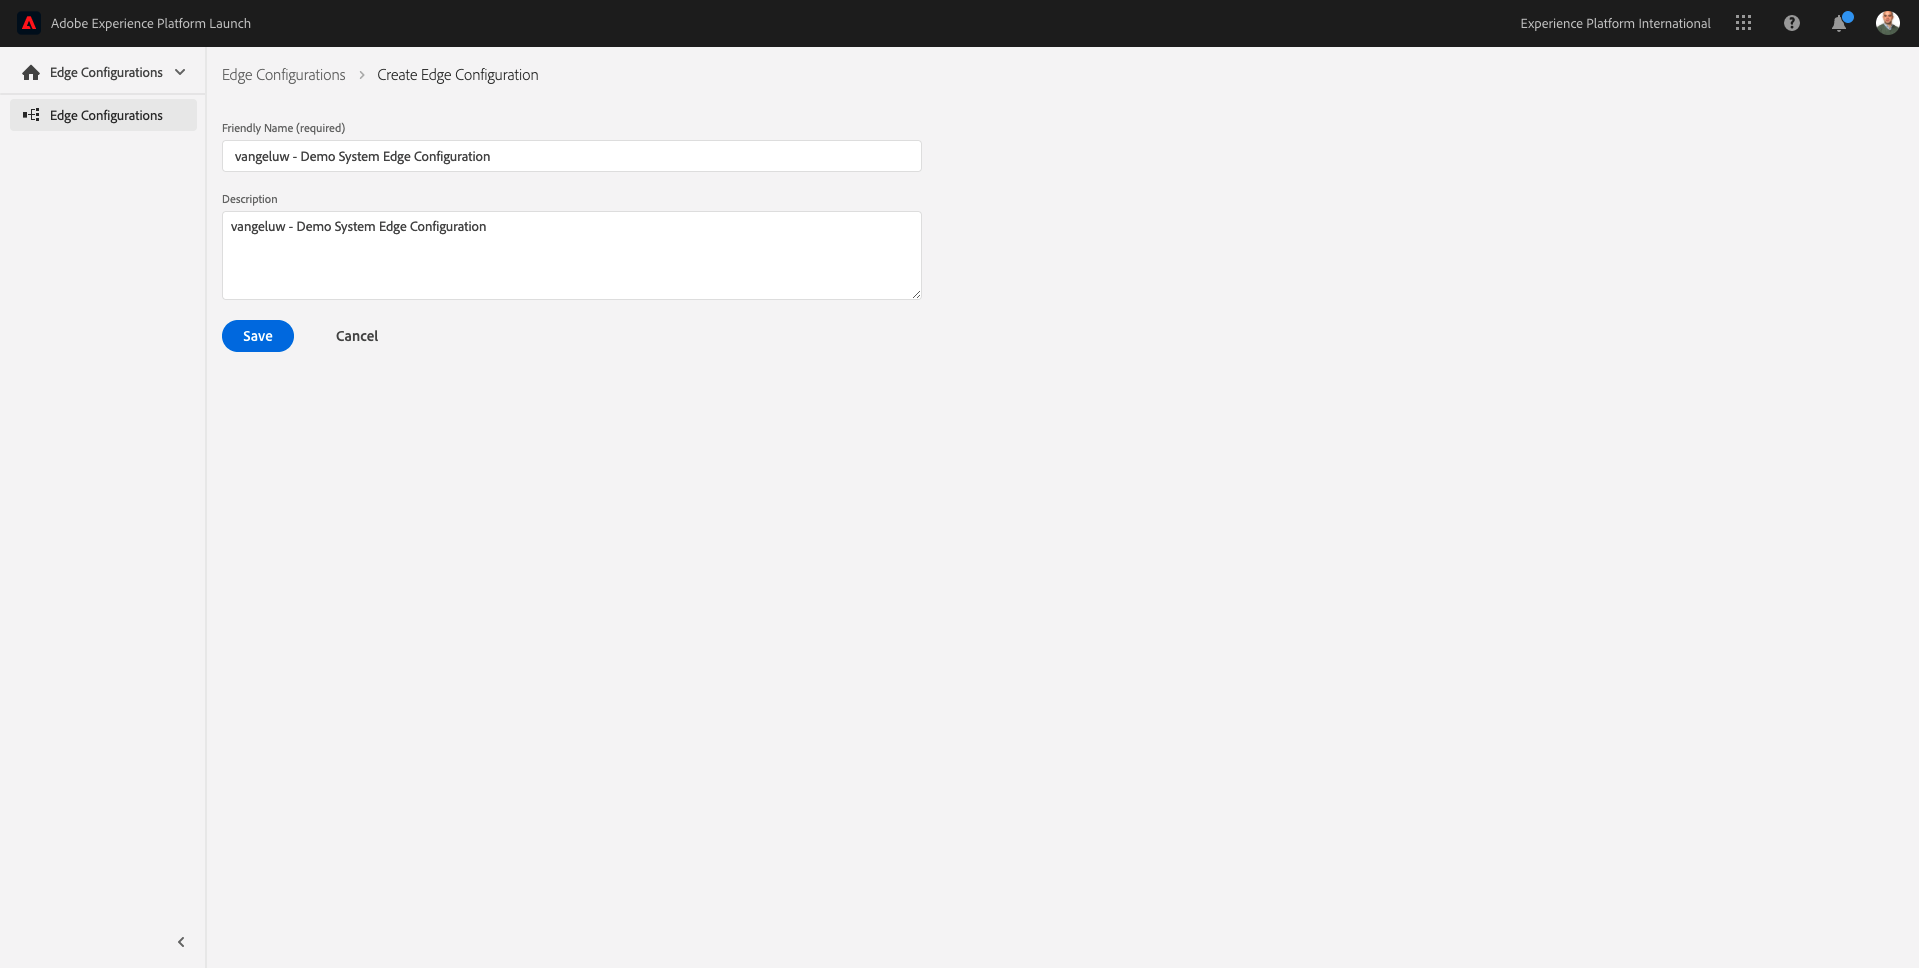 Adobe Experience Platform Launch
Experience Platform International
Edge Configurations
Edge Configurations
Edge Configurations > Create Edge Configuration
Friendly Name (required)
vangeluw - Demo System Edge Configuration
Description
vangeluw - Demo System Edge Configuration
Save
Cancel